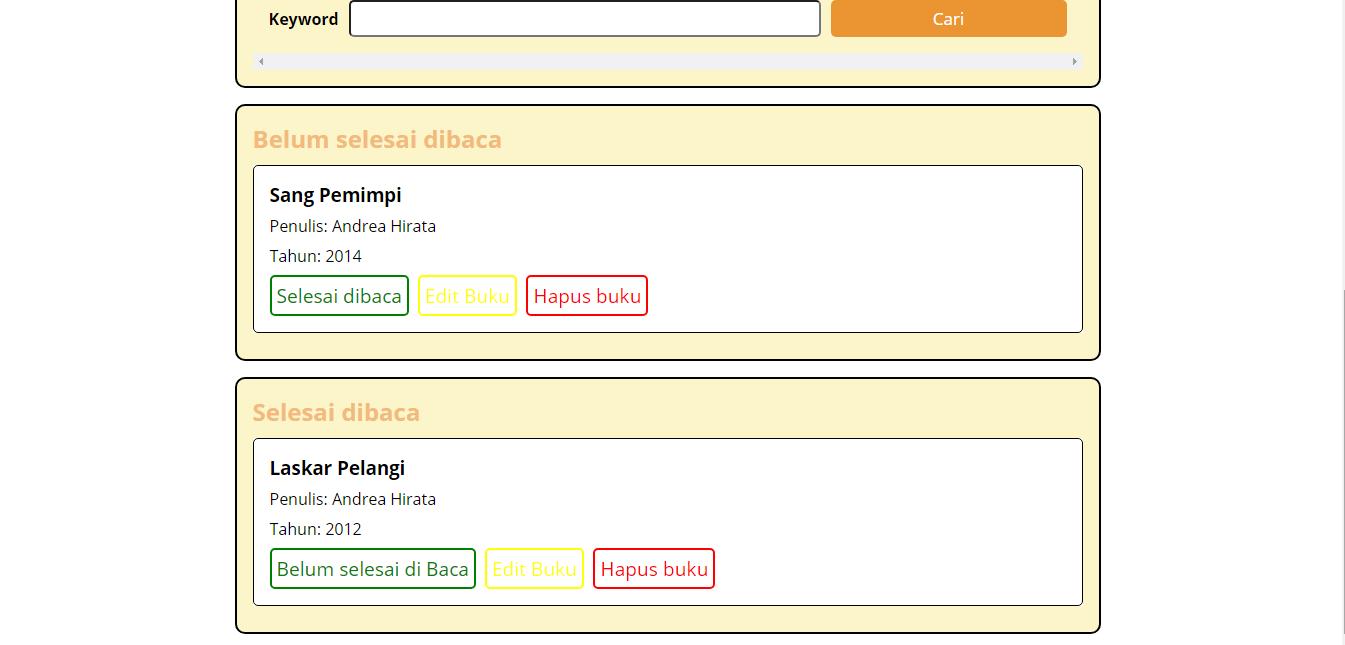 Keyword Cari
Belum selesai dibaca
Sang Pemimpi
Penulis: Andrea Hirata
Tahun: 2014
Selesai dibaca Edit Buku Hapus buku
Selesai dibaca
Laskar Pelangi
Penulis: Andrea Hirata
Tahun: 2012
Belum selesai di Baca Edit Buku Hapus buku